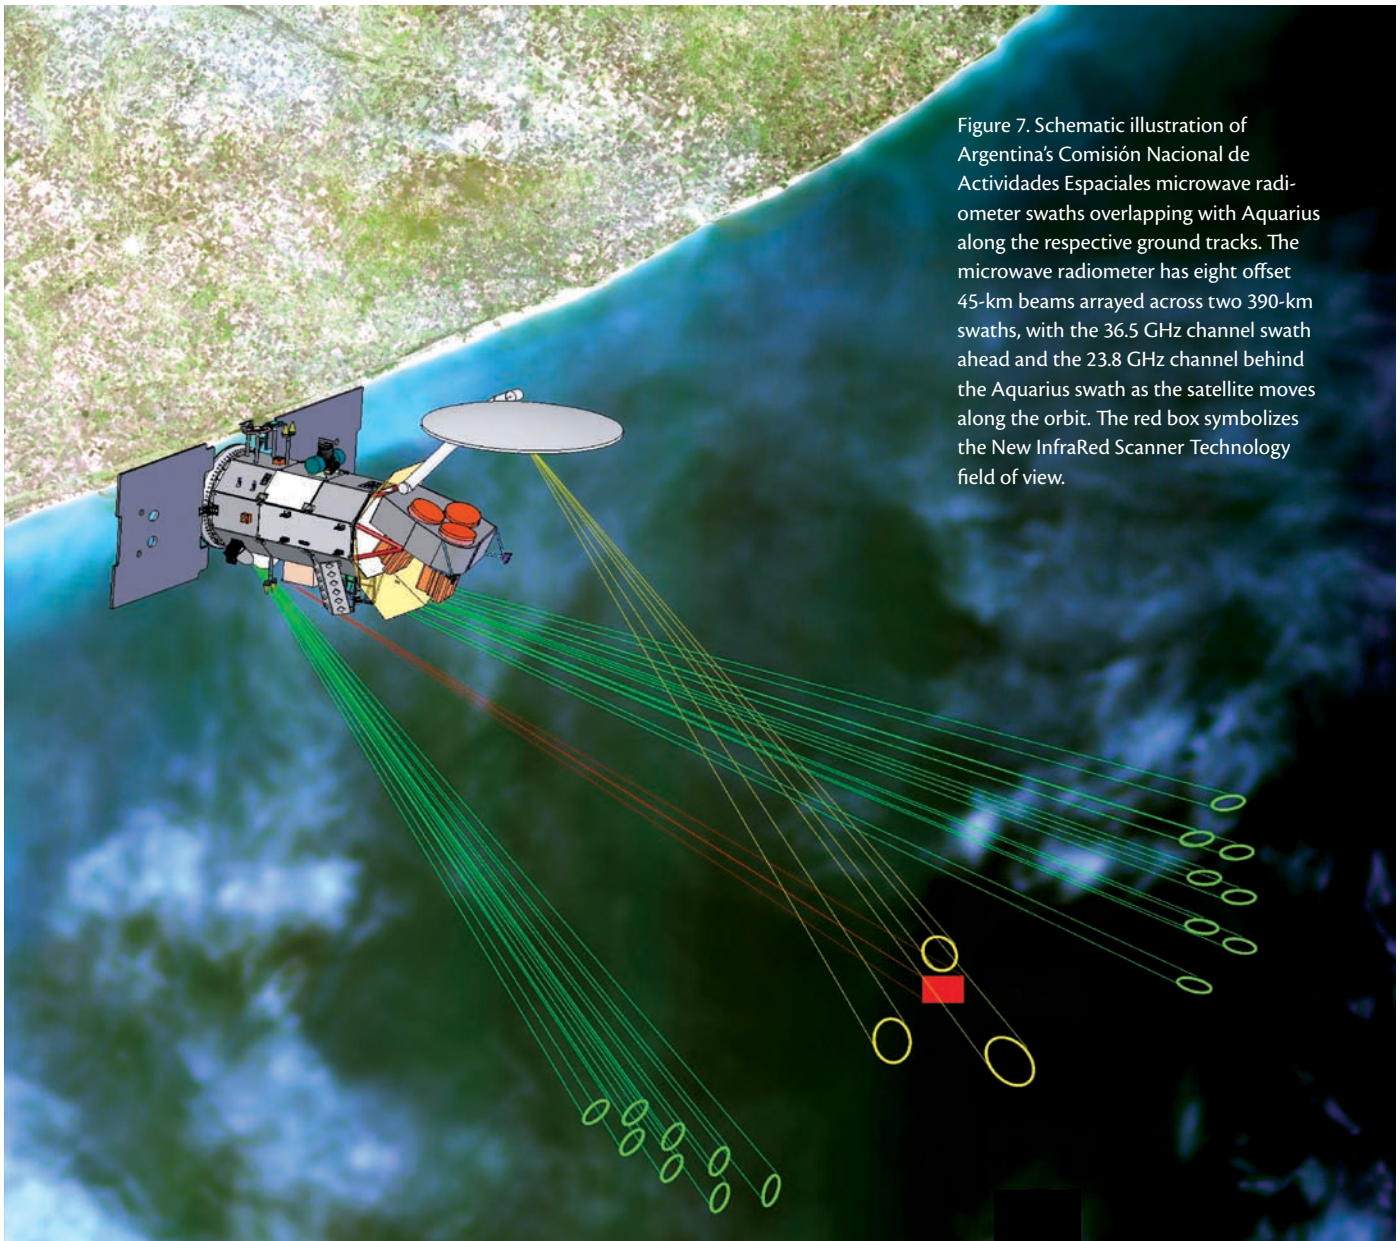 Figure 7. Schematic illustration of
Argentina's Comisión Nacional de
Actividades Espaciales microwave radi-
ometer swaths overlapping with Aquarius
along the respective ground tracks. The
microwave radiometer has eight offset
45-km beams arrayed across two 390-km
swaths, with the 36.5 GHz channel swath
ahead and the 23.8 GHz channel behind
the Aquarius swath as the satellite moves
along the orbit. The red box symbolizes
the New InfraRed Scanner Technology
field of view.